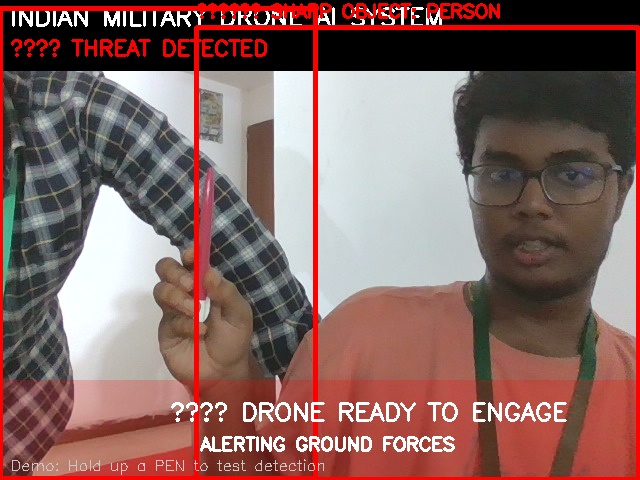 INDIAN MILITARY DRONE AI SYSTEM
?????? SHARP OBJECT: PERSON
???? THREAT DETECTED
???? DRONE READY TO ENGAGE
ALERTING GROUND FORCES
Demo: Hold up a PEN to test detection